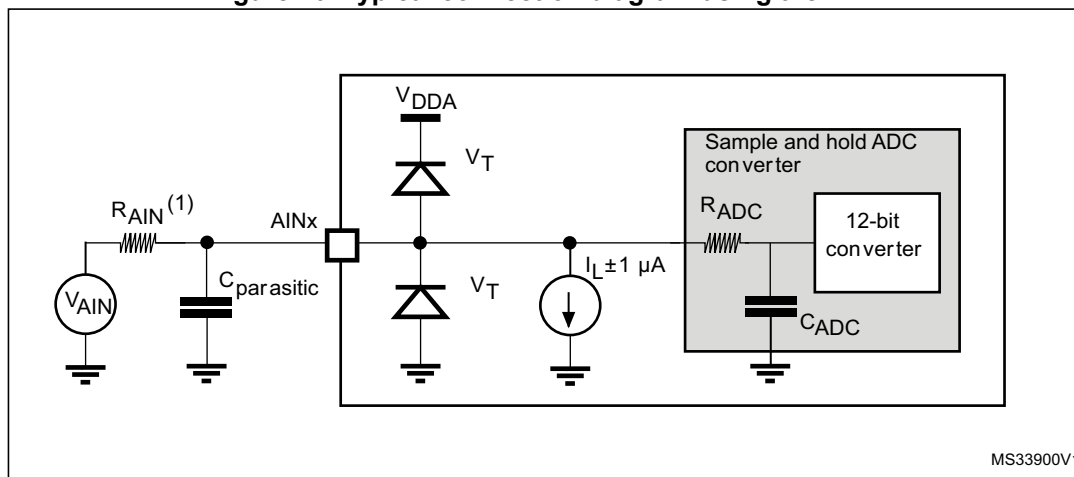 V_DDA
V_T
Sample and hold ADC
converter
R_AIN (1)
AINx
R_ADC
12-bit
converter
I_L±1 µA
V_AIN
C_parasitic
V_T
C_ADC